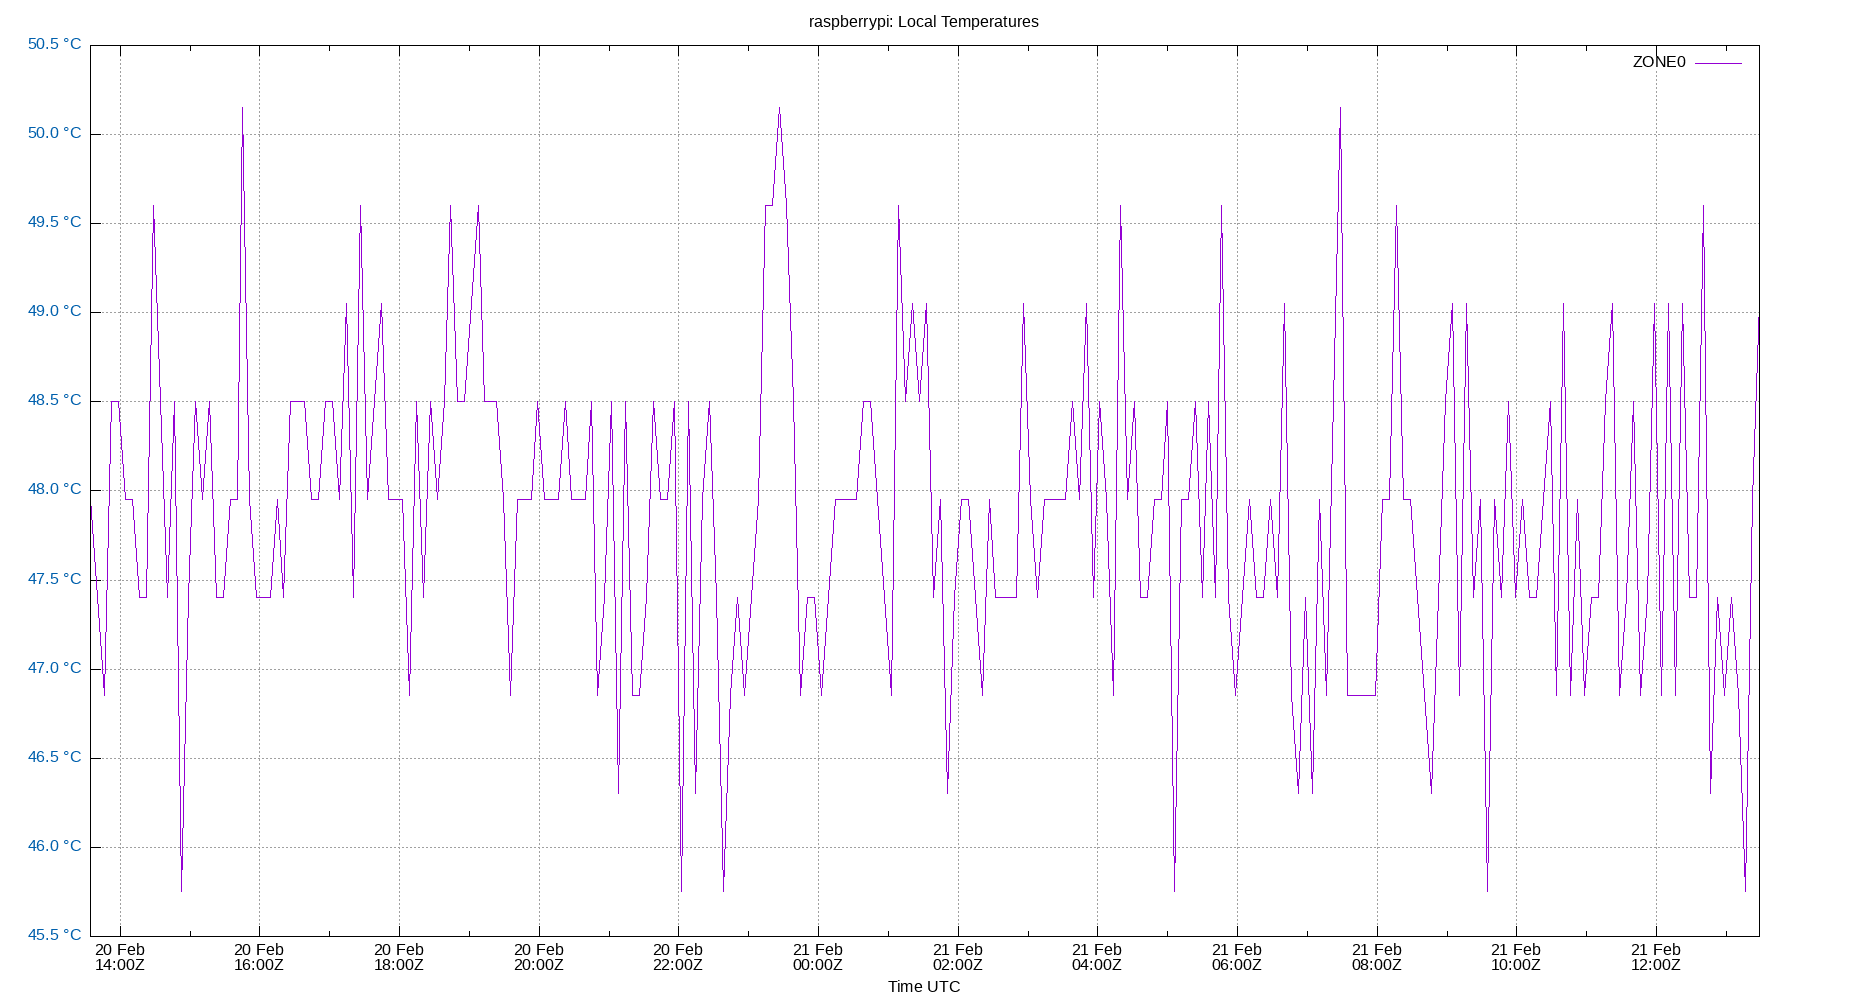 raspberrypi: Local Temperatures
ZONE0
50.5 °C
50.0 °C
49.5 °C
49.0 °C
48.5 °C
48.0 °C
47.5 °C
47.0 °C
46.5 °C
46.0 °C
45.5 °C
20 Feb 20 Feb 20 Feb 20 Feb 20 Feb 21 Feb 21 Feb 21 Feb 21 Feb 21 Feb 21 Feb 21 Feb
14:00Z 16:00Z 18:00Z 20:00Z 22:00Z 00:00Z 02:00Z 04:00Z 06:00Z 08:00Z 10:00Z 12:00Z
Time UTC